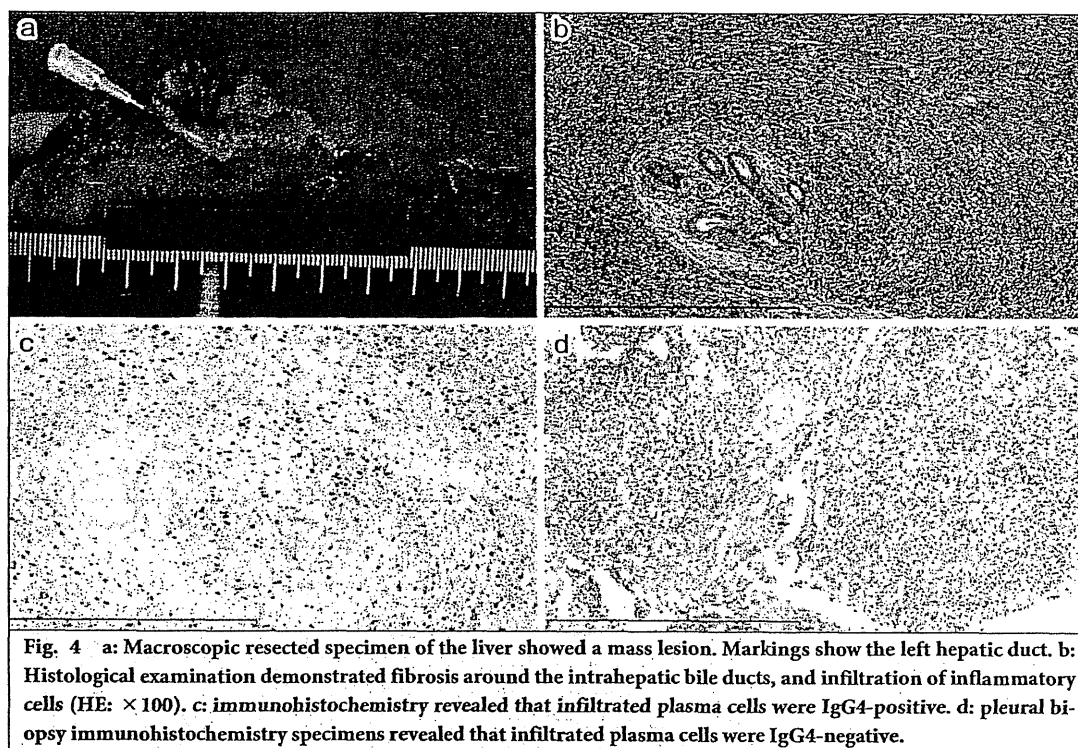 a
b
c
d
Fig. 4 a: Macroscopic resected specimen of the liver showed a mass lesion. Markings show the left hepatic duct. b:
Histological examination demonstrated fibrosis around the intrahepatic bile ducts, and infiltration of inflammatory
cells (HE: ×100). c: immunohistochemistry revealed that infiltrated plasma cells were IgG4-positive. d: pleural bi-
opsy immunohistochemistry specimens revealed that infiltrated plasma cells were IgG4-negative.